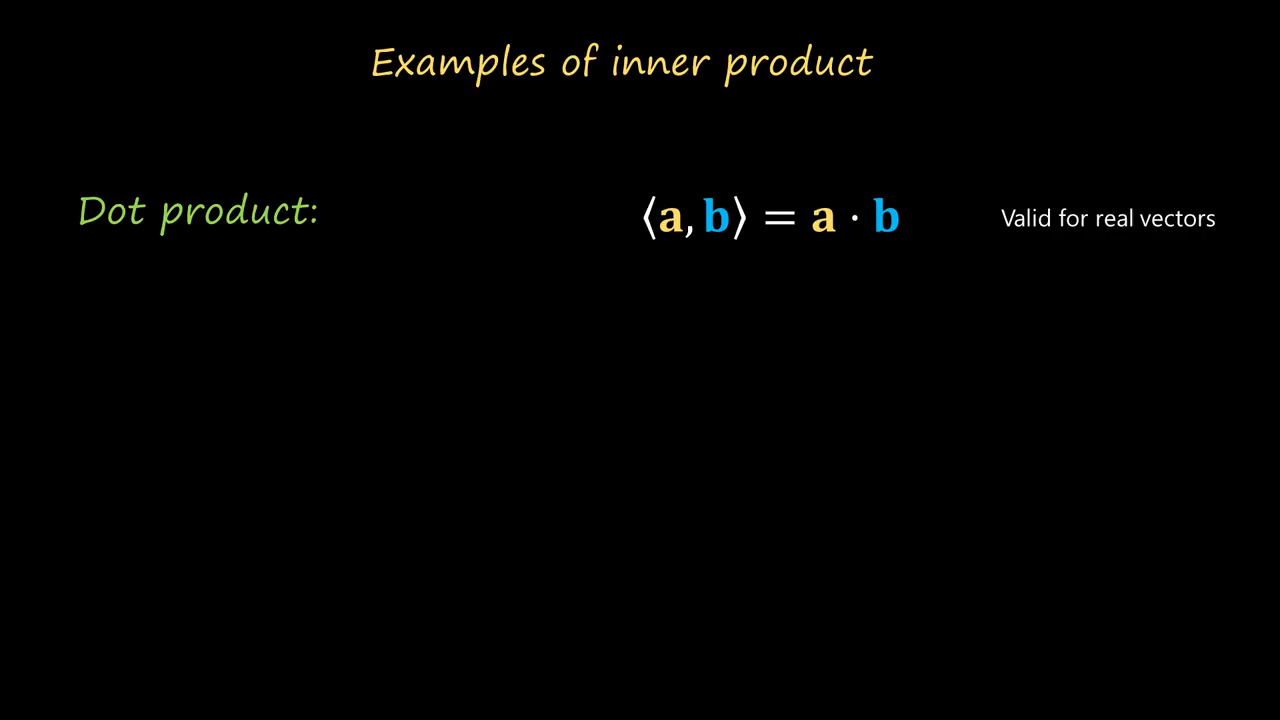 Examples of inner product
Dot product: ⟨a, b⟩ = a · b Valid for real vectors